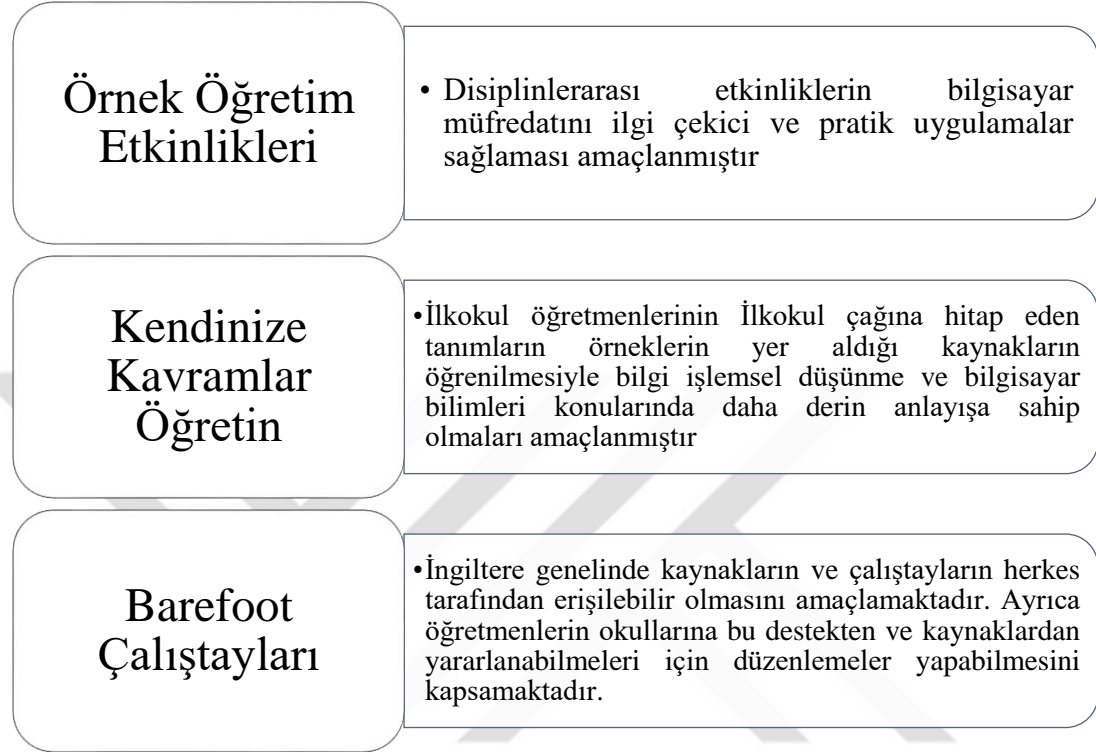 Örnek Öğretim
Etkinlikleri
• Disiplinlerarası etkinliklerin bilgisayar
müfredatını ilgi çekici ve pratik uygulamalar
sağlaması amaçlanmıştır
Kendinize
Kavramlar
Öğretin
•İlkokul öğretmenlerinin İlkokul çağına hitap eden
tanımların örneklerin yer aldığı kaynakların
öğrenilmesiyle bilgi işlemsel düşünme ve bilgisayar
bilimleri konularında daha derin anlayışa sahip
olmaları amaçlanmıştır
Barefoot
Çalıştayları
•İngiltere genelinde kaynakların ve çalıştayların herkes
tarafından erişilebilir olmasını amaçlamaktadır. Ayrıca
öğretmenlerin okullarına bu destekten ve kaynaklardan
yararlanabilmeleri için düzenlemeler yapabilmesini
kapsamaktadır.